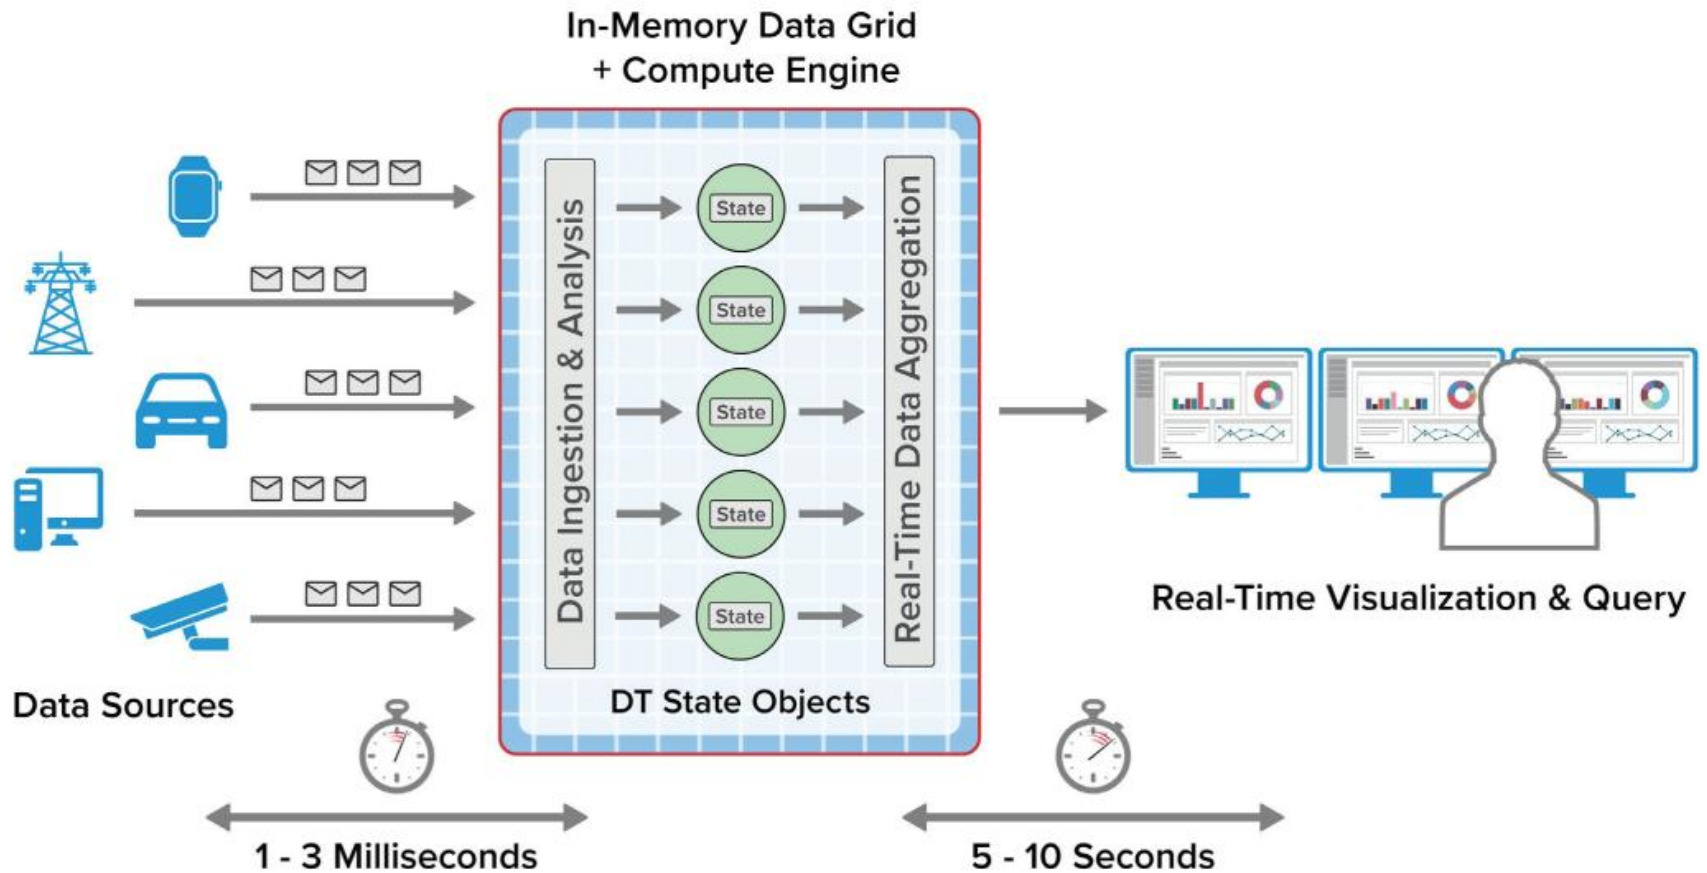 In-Memory Data Grid
+ Compute Engine
Data Ingestion & Analysis
State
State
State
State
State
Real-Time Data Aggregation
DT State Objects
Data Sources
Real-Time Visualization & Query
1 - 3 Milliseconds
5 - 10 Seconds